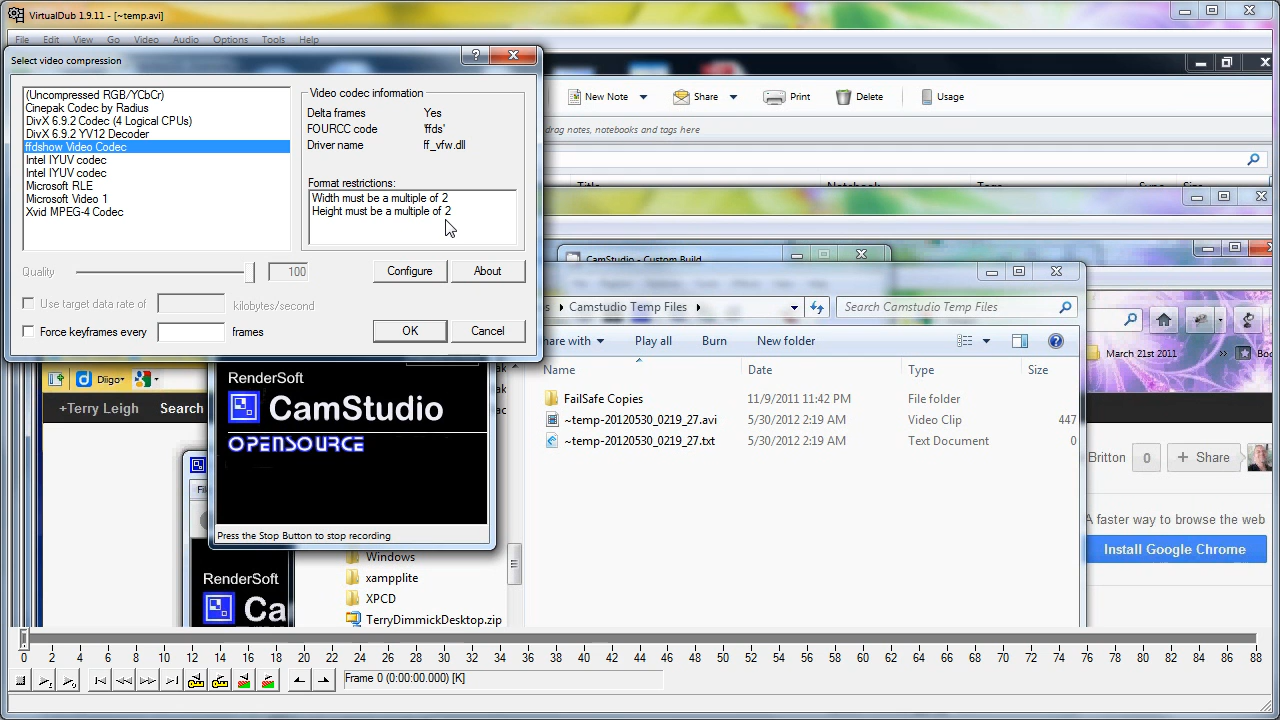 VirtualDub 1.9.11 - [~temp.avi]
File Edit View Go Video Audio Options Tools Help
Select video compression
(Uncompressed RGB/YCbCr)
Cinepak Codec by Radius
DivX 6.9.2 Codec (4 Logical CPUs)
DivX 6.9.2 YV12 Decoder
ffdshow Video Codec
Intel IYUV codec
Intel IYUV codec
Microsoft RLE
Microsoft Video 1
Xvid MPEG-4 Codec
Video codec information
Delta frames Yes
FOURCC code 'ffds'
Driver name ff_vfw.dll
Format restrictions:
Width must be a multiple of 2
Height must be a multiple of 2
Quality 100
Configure About
Use target data rate of kilobytes/second
Force keyframes every frames
OK Cancel
New Note Share Print Delete Usage
drag notes, notebooks and tags here
Title Notebook Tags Sync Size
CamStudio - Custom Build
s Camstudio Temp Files Search Camstudio Temp Files
hare with Play all Burn New folder
Name Date Type Size
FailSafe Copies 11/9/2011 11:42 PM File folder
~temp-20120530_0219_27.avi 5/30/2012 2:19 AM Video Clip 447
~temp-20120530_0219_27.txt 5/30/2012 2:19 AM Text Document 0
March 21st 2011 » Boo
Diigo
+Terry Leigh Search
RenderSoft
CamStudio
OPENSOURCE
Press the Stop Button to stop recording
Fil
RenderSoft
Ca
Windows
xampplite
XPCD
TerryDimmickDesktop.zip
Britton 0 + Share
A faster way to browse the web
Install Google Chrome
0 2 4 6 8 10 12 14 16 18 20 22 24 26 28 30 32 34 36 38 40 42 44 46 48 50 52 54 56 58 60 62 64 66 68 70 72 74 76 78 80 82 84 86 88
Frame 0 (0:00:00.000) [K]